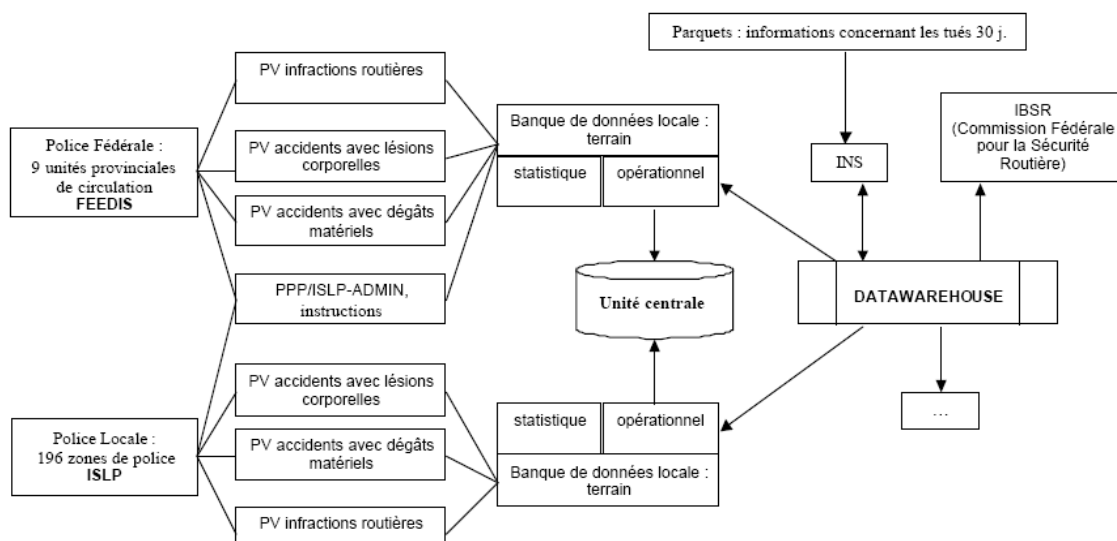 Parquets : informations concernant les tués 30 j.
PV infractions routières
Police Fédérale :
9 unités provinciales
de circulation
FEEDIS
PV accidents avec lésions
corporelles
PV accidents avec dégâts
matériels
PPP/ISLP-ADMIN,
instructions
Banque de données locale :
terrain
statistique
opérationnel
INS
IBSR
(Commission Fédérale
pour la Sécurité
Routière)
Unité centrale
DATAWAREHOUSE
...
Police Locale :
196 zones de police
ISLP
PV accidents avec lésions
corporelles
PV accidents avec dégâts
matériels
PV infractions routières
statistique
opérationnel
Banque de données locale :
terrain